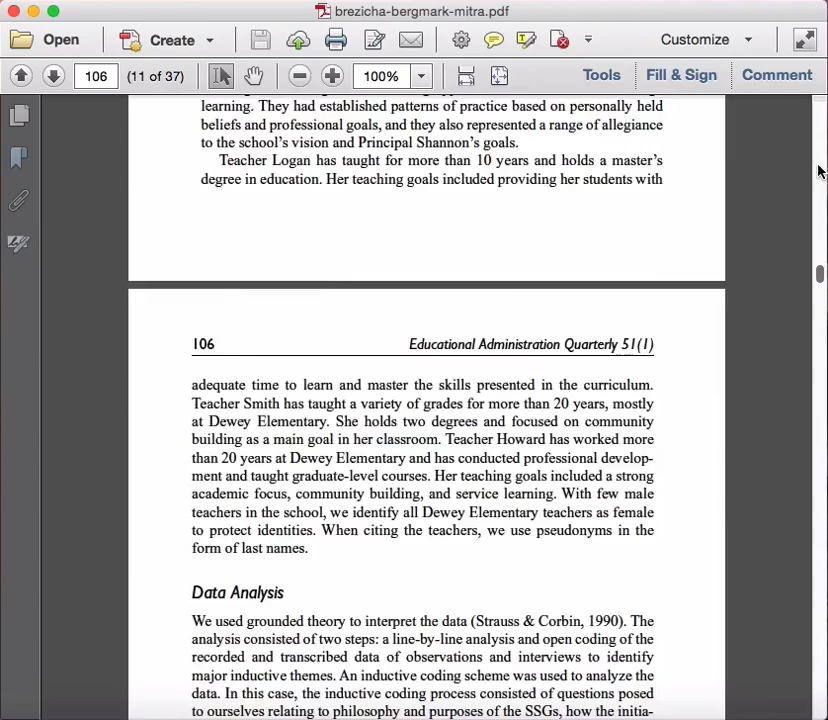 brezicha-bergmark-mitra.pdf
Open Create Customize
106 (11 of 37) 100% Tools Fill & Sign Comment
learning. They had established patterns of practice based on personally held
beliefs and professional goals, and they also represented a range of allegiance
to the school's vision and Principal Shannon's goals.
Teacher Logan has taught for more than 10 years and holds a master's
degree in education. Her teaching goals included providing her students with
106 Educational Administration Quarterly 51(1)
adequate time to learn and master the skills presented in the curriculum.
Teacher Smith has taught a variety of grades for more than 20 years, mostly
at Dewey Elementary. She holds two degrees and focused on community
building as a main goal in her classroom. Teacher Howard has worked more
than 20 years at Dewey Elementary and has conducted professional develop-
ment and taught graduate-level courses. Her teaching goals included a strong
academic focus, community building, and service learning. With few male
teachers in the school, we identify all Dewey Elementary teachers as female
to protect identities. When citing the teachers, we use pseudonyms in the
form of last names.
Data Analysis
We used grounded theory to interpret the data (Strauss & Corbin, 1990). The
analysis consisted of two steps: a line-by-line analysis and open coding of the
recorded and transcribed data of observations and interviews to identify
major inductive themes. An inductive coding scheme was used to analyze the
data. In this case, the inductive coding process consisted of questions posed
to ourselves relating to philosophy and purposes of the SSGs, how the initia-